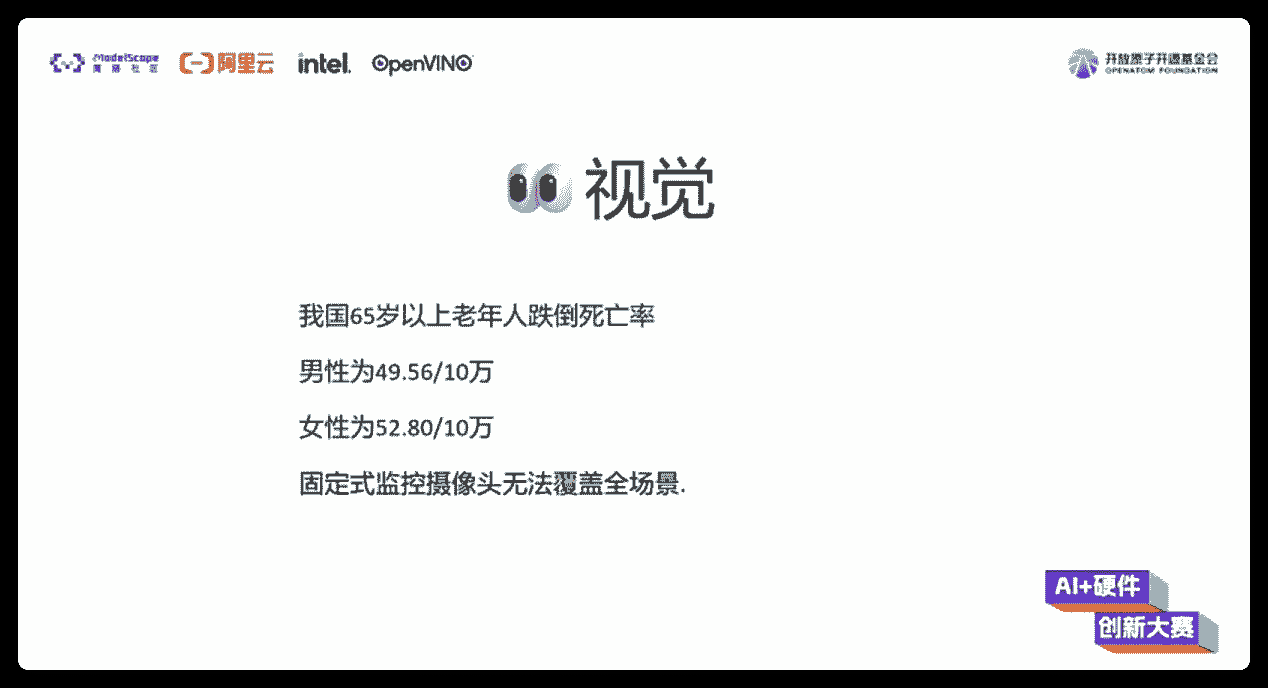 ModelScope
魔搭社区
阿里云
intel.
OpenVINO
开放原子开源基金会
OPENATOM FOUNDATION
视觉
我国65岁以上老年人跌倒死亡率
男性为49.56/10万
女性为52.80/10万
固定式监控摄像头无法覆盖全场景.
AI+硬件
创新大赛